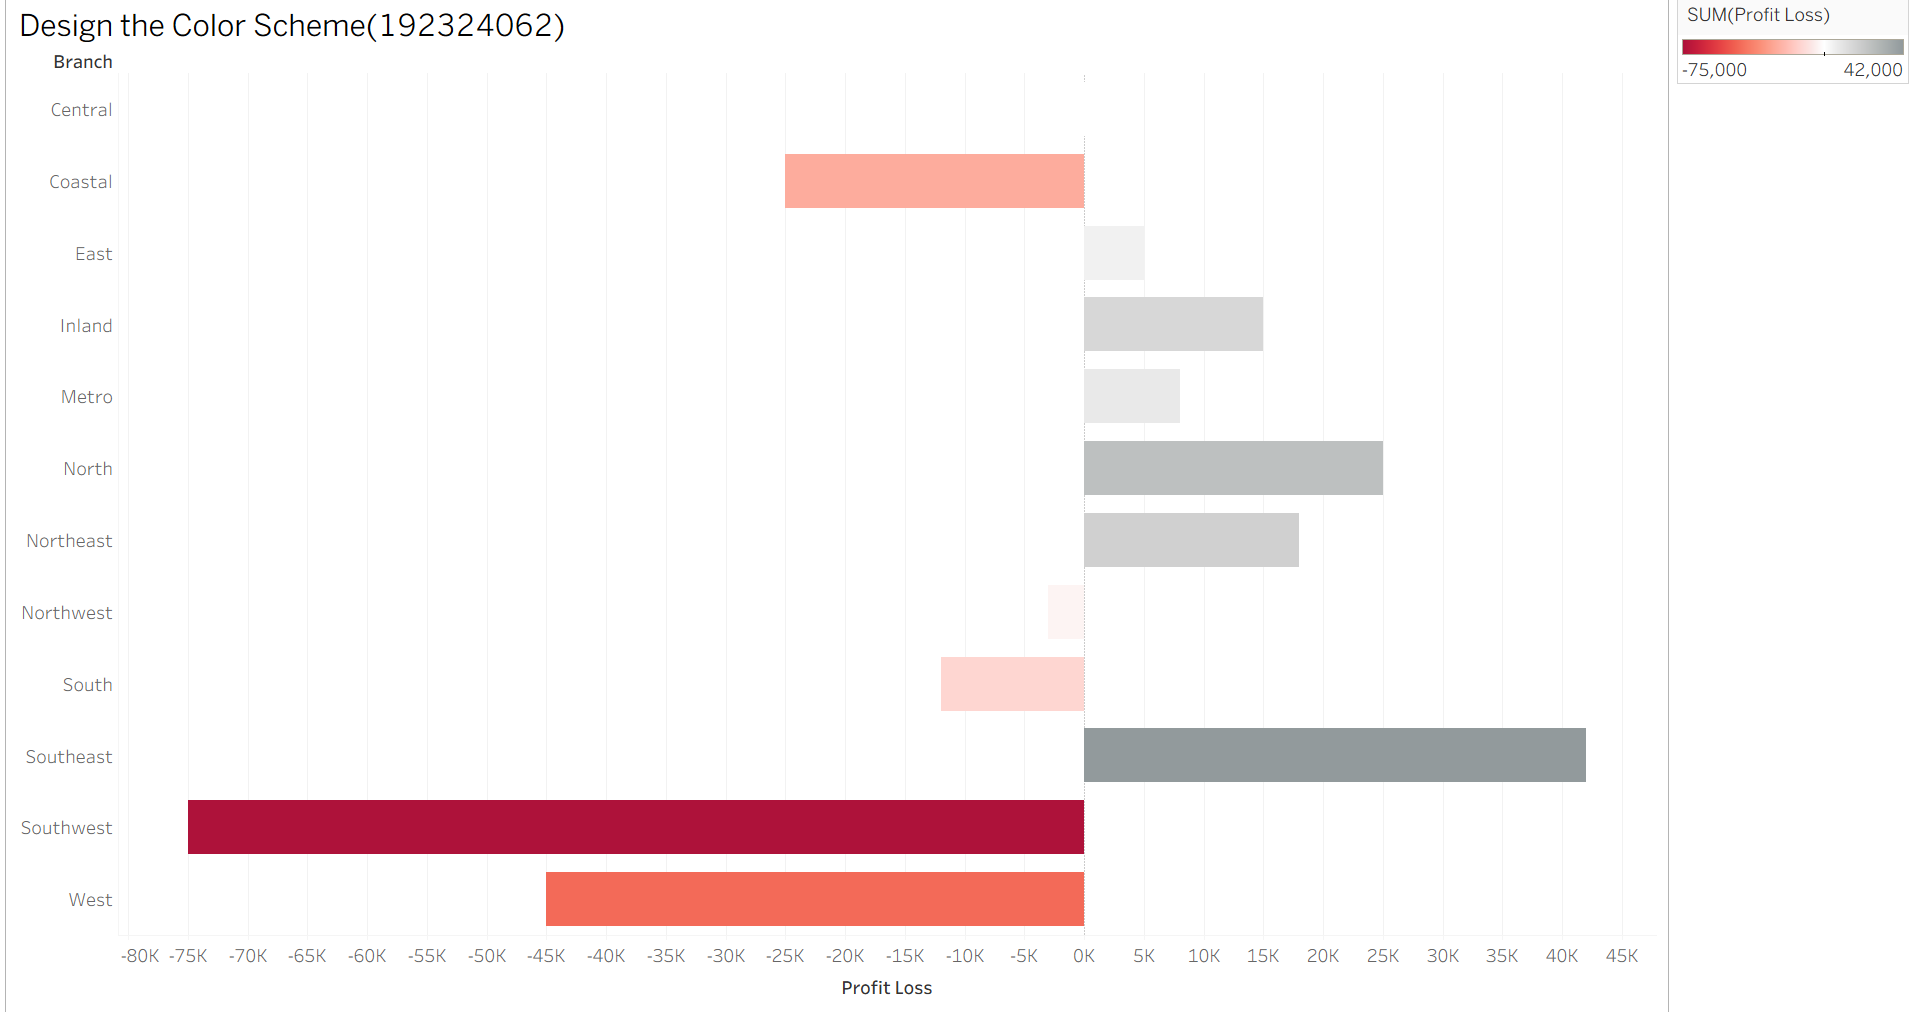 Design the Color Scheme(192324062)
Branch
Central
Coastal
East
Inland
Metro
North
Northeast
Northwest
South
Southeast
Southwest
West
-80K -75K -70K -65K -60K -55K -50K -45K -40K -35K -30K -25K -20K -15K -10K -5K 0K 5K 10K 15K 20K 25K 30K 35K 40K 45K
Profit Loss
SUM(Profit Loss)
-75,000 42,000